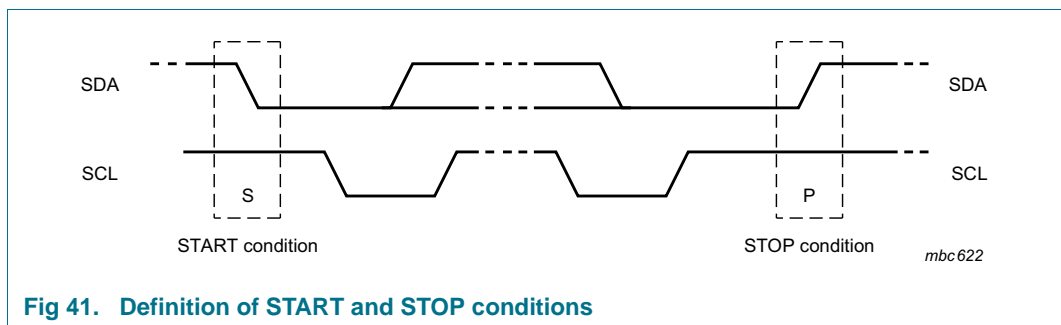 SDA SDA
SCL SCL
S P
START condition STOP condition
mbc622
Fig 41. Definition of START and STOP conditions